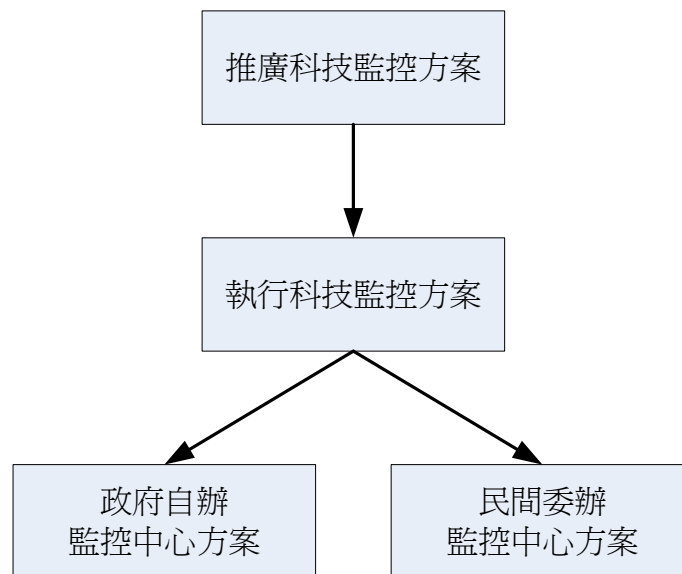 推廣科技監控方案
執行科技監控方案
政府自辦
監控中心方案
民間委辦
監控中心方案